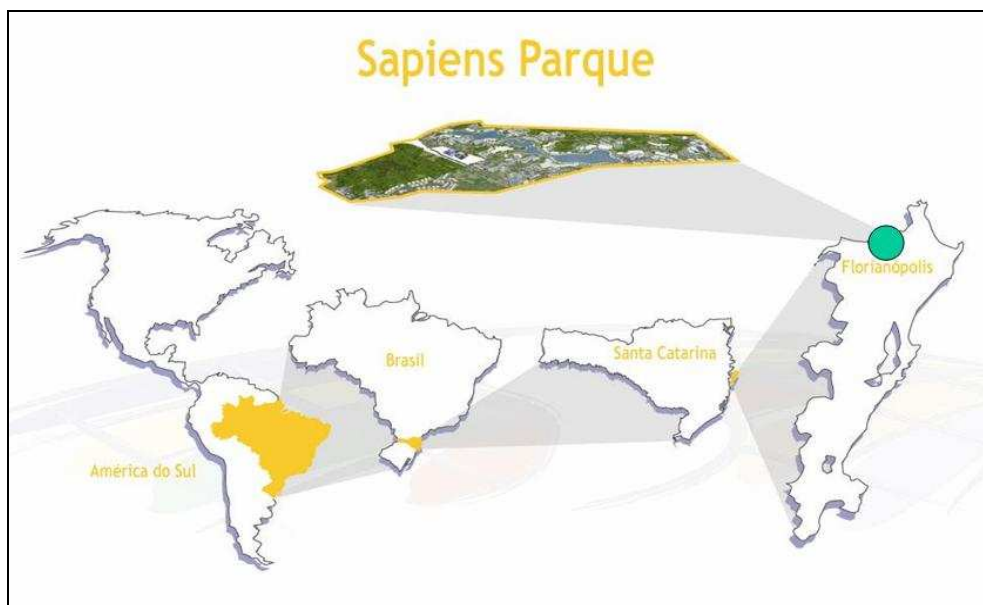 Sapiens Parque
Florianópolis
Santa Catarina
Brasil
América do Sul